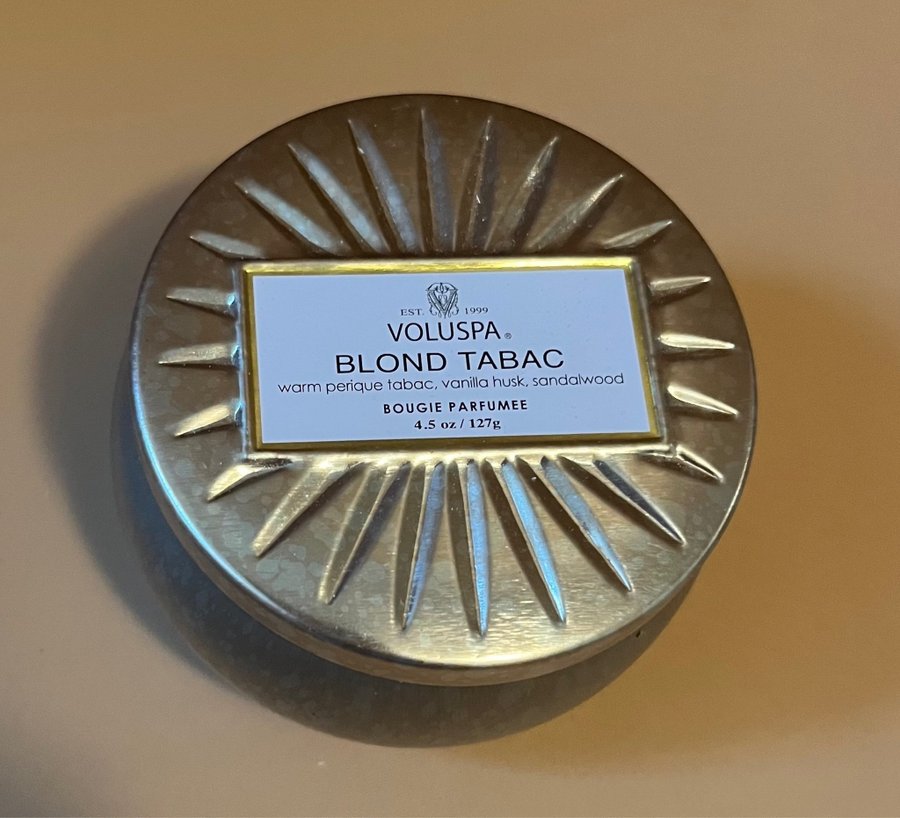 EST. 1999
VOLUSPA®
BLOND TABAC
warm perique tabac, vanilla husk, sandalwood
BOUGIE PARFUMEE
4.5 oz / 127g